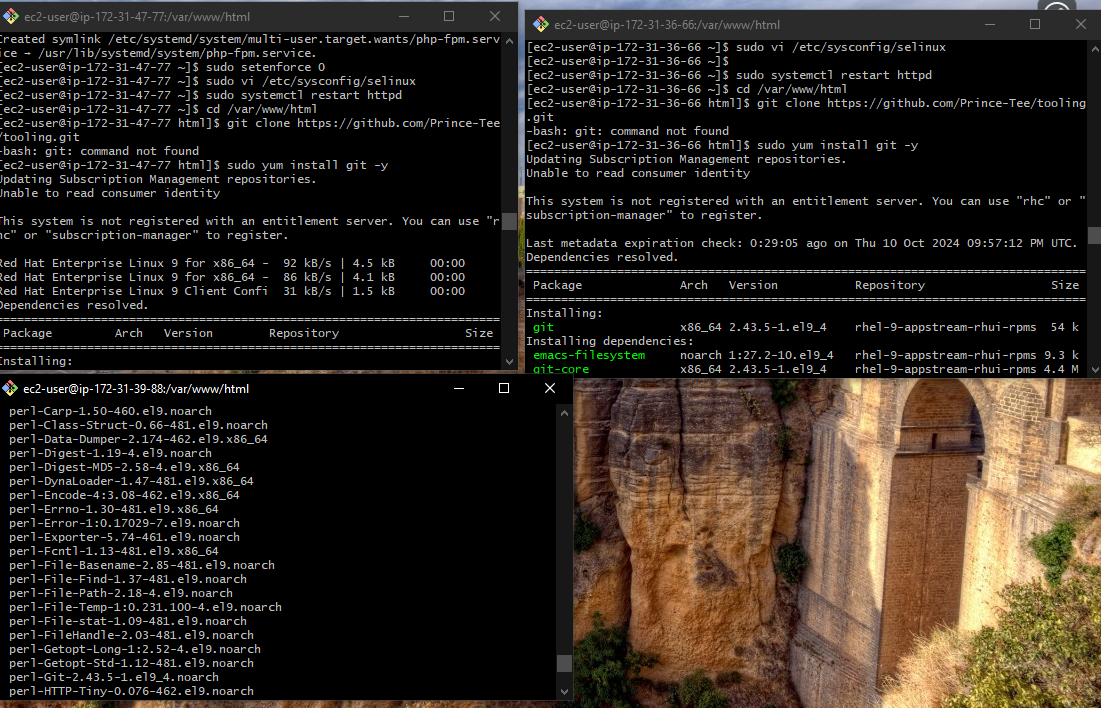 ec2-user@ip-172-31-47-77:/var/www/html
Created symlink /etc/systemd/system/multi-user.target.wants/php-fpm.serv
ice → /usr/lib/systemd/system/php-fpm.service.
[ec2-user@ip-172-31-47-77 ~]$ sudo setenforce 0
[ec2-user@ip-172-31-47-77 ~]$ sudo vi /etc/sysconfig/selinux
[ec2-user@ip-172-31-47-77 ~]$ sudo systemctl restart httpd
[ec2-user@ip-172-31-47-77 ~]$ cd /var/www/html
[ec2-user@ip-172-31-47-77 html]$ git clone https://github.com/Prince-Tee
/tooling.git
-bash: git: command not found
[ec2-user@ip-172-31-47-77 html]$ sudo yum install git -y
Updating Subscription Management repositories.
Unable to read consumer identity
This system is not registered with an entitlement server. You can use "r
hc" or "subscription-manager" to register.
Red Hat Enterprise Linux 9 for x86_64 -  92 kB/s | 4.5 kB     00:00
Red Hat Enterprise Linux 9 for x86_64 -  86 kB/s | 4.1 kB     00:00
Red Hat Enterprise Linux 9 Client Confi  31 kB/s | 1.5 kB     00:00
Dependencies resolved.
========================================================================
Package         Arch   Version        Repository                  Size
========================================================================
Installing:
ec2-user@ip-172-31-36-66:/var/www/html
[ec2-user@ip-172-31-36-66 ~]$ sudo vi /etc/sysconfig/selinux
[ec2-user@ip-172-31-36-66 ~]$
[ec2-user@ip-172-31-36-66 ~]$ sudo systemctl restart httpd
[ec2-user@ip-172-31-36-66 ~]$ cd /var/www/html
[ec2-user@ip-172-31-36-66 html]$ git clone https://github.com/Prince-Tee/tooling
.git
-bash: git: command not found
[ec2-user@ip-172-31-36-66 html]$ sudo yum install git -y
Updating Subscription Management repositories.
Unable to read consumer identity
This system is not registered with an entitlement server. You can use "rhc" or "
subscription-manager" to register.
Last metadata expiration check: 0:29:05 ago on Thu 10 Oct 2024 09:57:12 PM UTC.
Dependencies resolved.
================================================================================
Package              Arch   Version           Repository                  Size
================================================================================
Installing:
git                  x86_64 2.43.5-1.el9_4    rhel-9-appstream-rhui-rpms  54 k
Installing dependencies:
emacs-filesystem     noarch 1:27.2-10.el9_4   rhel-9-appstream-rhui-rpms 9.3 k
git-core             x86_64 2.43.5-1.el9_4    rhel-9-appstream-rhui-rpms 4.4 M
ec2-user@ip-172-31-39-88:/var/www/html
perl-Carp-1.50-460.el9.noarch
perl-Class-Struct-0.66-481.el9.noarch
perl-Data-Dumper-2.174-462.el9.x86_64
perl-Digest-1.19-4.el9.noarch
perl-Digest-MD5-2.58-4.el9.x86_64
perl-DynaLoader-1.47-481.el9.x86_64
perl-Encode-4:3.08-462.el9.x86_64
perl-Errno-1.30-481.el9.x86_64
perl-Error-1:0.17029-7.el9.noarch
perl-Exporter-5.74-461.el9.noarch
perl-Fcntl-1.13-481.el9.x86_64
perl-File-Basename-2.85-481.el9.noarch
perl-File-Find-1.37-481.el9.noarch
perl-File-Path-2.18-4.el9.noarch
perl-File-Temp-1:0.231.100-4.el9.noarch
perl-File-stat-1.09-481.el9.noarch
perl-FileHandle-2.03-481.el9.noarch
perl-Getopt-Long-1:2.52-4.el9.noarch
perl-Getopt-Std-1.12-481.el9.noarch
perl-Git-2.43.5-1.el9_4.noarch
perl-HTTP-Tiny-0.076-462.el9.noarch